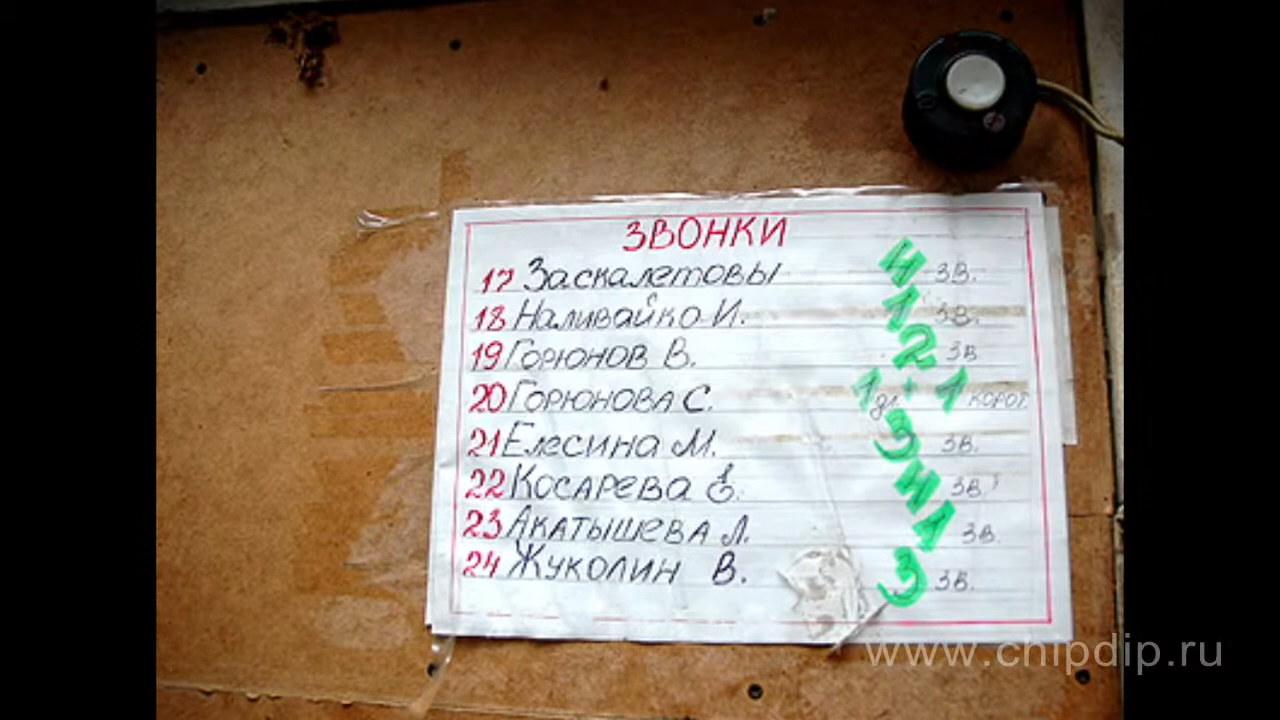 ЗВОНКИ
17 Заскалетовы 4 ЗВ.
18 Наливайко И. 1 ЗВ.
19 ГОРЮНОВ В. 2 ЗВ
20 ГОРЮНОВА С. 1 дл + 1 КОРОТ.
21 Елесина М. 3 ЗВ.
22 КОСАРЕВА Е. 4 ЗВ.
23 АКАТЫШЕВА Л. 1 ЗВ.
24 ЖУКОЛИН В. 3 ЗВ.
www.chipdip.ru